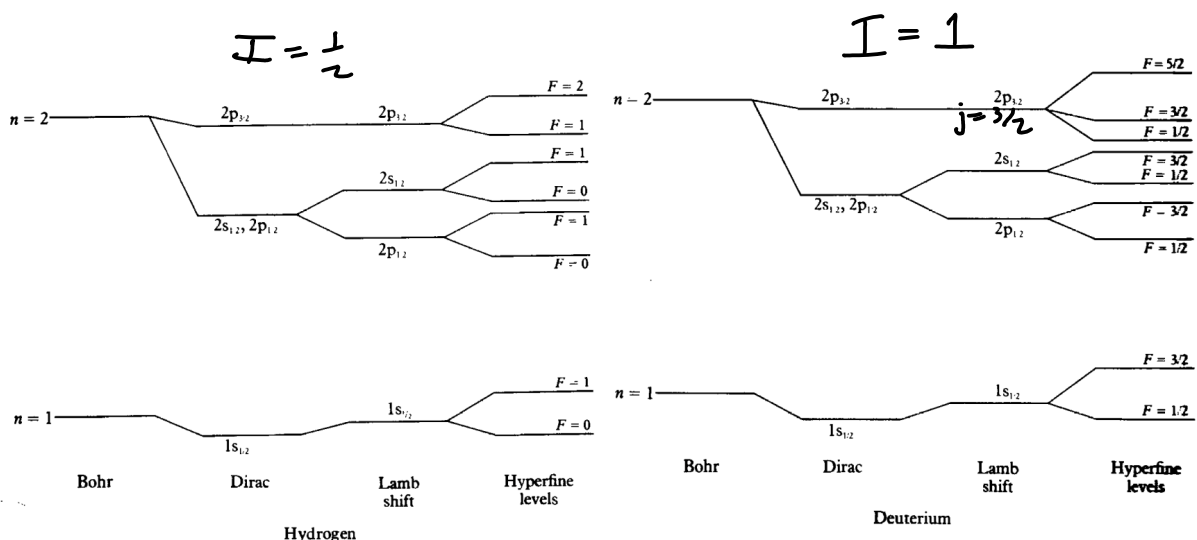 I = 1/2
n = 2
2p3·2
2p3·2
F = 2
F = 1
2s1·2, 2p1·2
2s1·2
F = 1
F = 0
2p1·2
F = 1
F = 0
n = 1
1s1·2
1s1/2
F = 1
F = 0
Bohr
Dirac
Lamb
shift
Hyperfine
levels
Hydrogen
I = 1
n = 2
2p3·2
2p3·2
j = 3/2
F = 5/2
F = 3/2
F = 1/2
2s1·2, 2p1·2
2s1·2
F = 3/2
F = 1/2
2p1·2
F = 3/2
F = 1/2
n = 1
1s1·2
1s1·2
F = 3/2
F = 1/2
Bohr
Dirac
Lamb
shift
Hyperfine
levels
Deuterium